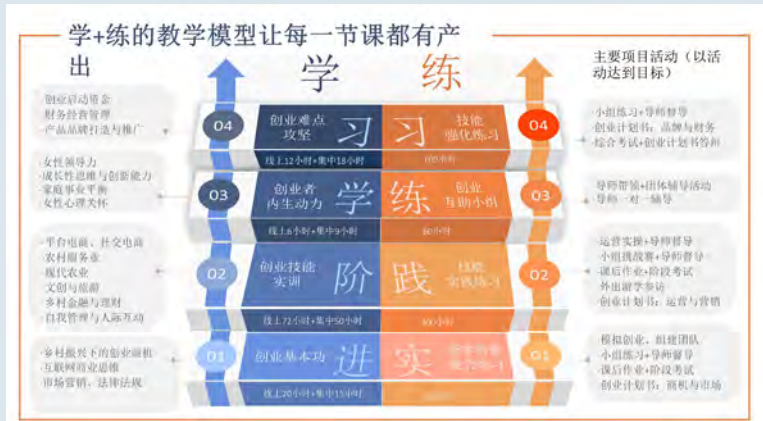 学+练的教学模型让每一节课都有产
出
学
练
主要项目活动（以活
动达到目标）
创业启动资金
财务经营管理
产品品牌打造与推广
04
创业难点
攻坚
习
习
技能
强化练习
04
小组练习+导师督导
创业计划书：品牌与财务
综合考试+创业计划书答辩
线上12小时+集中18小时
女性领导力
成长性思维与创新能力
家庭事业平衡
女性心理关怀
03
创业者
内生动力
学
练
创业
互助小组
03
导师带领+团体辅导活动
导师一对一辅导
线上6小时+集中9小时
60小时
平台电商、社交电商
农村服务业
现代农业
文创与旅游
乡村金融与理财
自我管理与人际互动
02
创业技能
实训
阶
践
技能
实践练习
02
运营实操+导师督导
小组挑战赛+导师督导
课后作业+阶段考试
外出游学参访
创业计划书：运营与营销
线上72小时+集中50小时
乡村振兴下的创业商机
互联网商业思维
市场营销、法律法规
01
创业基本功
进
实
01
模拟创业、组建团队
小组练习+导师督导
课后作业+阶段考试
创业计划书：商机与市场